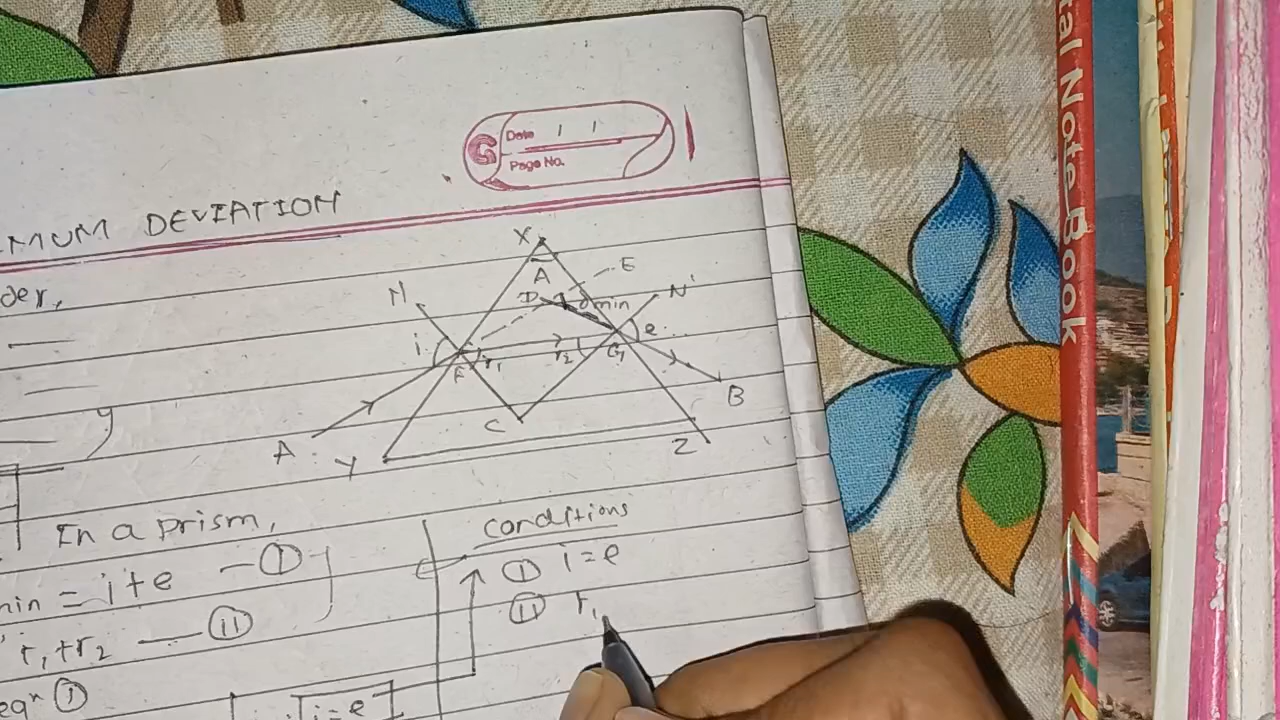 Date / /
Page No.
MUM DEVIATION
der,
X
A
E
N
D
δmin
N'
i
r₁
r₂
e
F
G
B
C
A
Y
Z
In a prism,
min = i+e — (I)
r₁+r₂ — (II)
eqⁿ (I)
i=e
conditions
(I) i=e
(II) r₁
tal Note Book